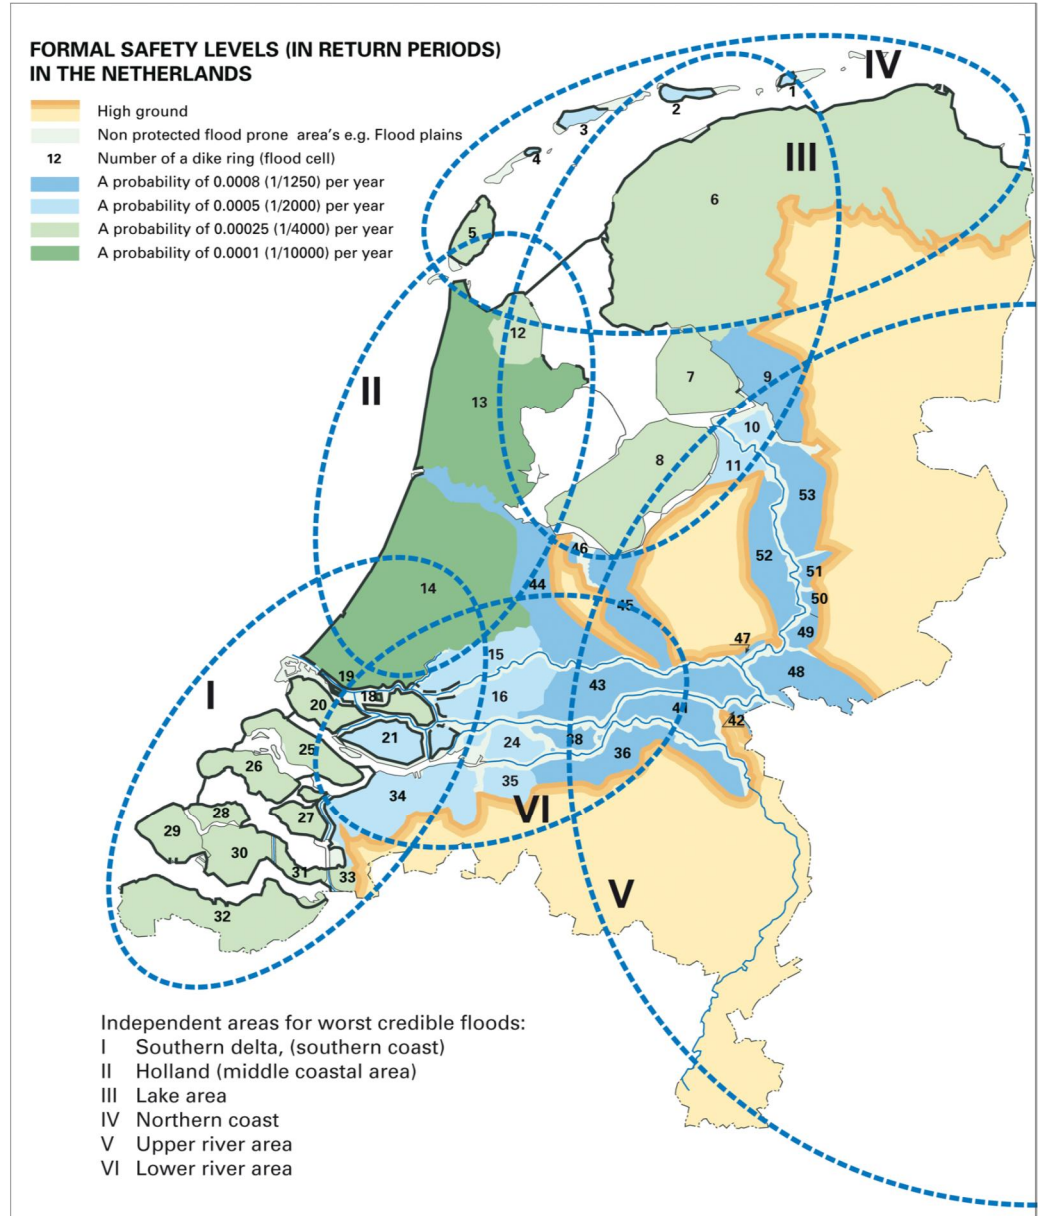 FORMAL SAFETY LEVELS (IN RETURN PERIODS)
IN THE NETHERLANDS
High ground
Non protected flood prone area's e.g. Flood plains
12 Number of a dike ring (flood cell)
A probability of 0.0008 (1/1250) per year
A probability of 0.0005 (1/2000) per year
A probability of 0.00025 (1/4000) per year
A probability of 0.0001 (1/10000) per year
IV
1
2
3
4
III
6
5
12
7
9
II
13
10
8
11
53
46
52
44
51
14
45
50
49
47
15
48
19
43
I
18
16
20
41
42
21
24
38
25
36
26
35
34
VI
28
27
29
30
31
33
V
32
Independent areas for worst credible floods:
I Southern delta, (southern coast)
II Holland (middle coastal area)
III Lake area
IV Northern coast
V Upper river area
VI Lower river area